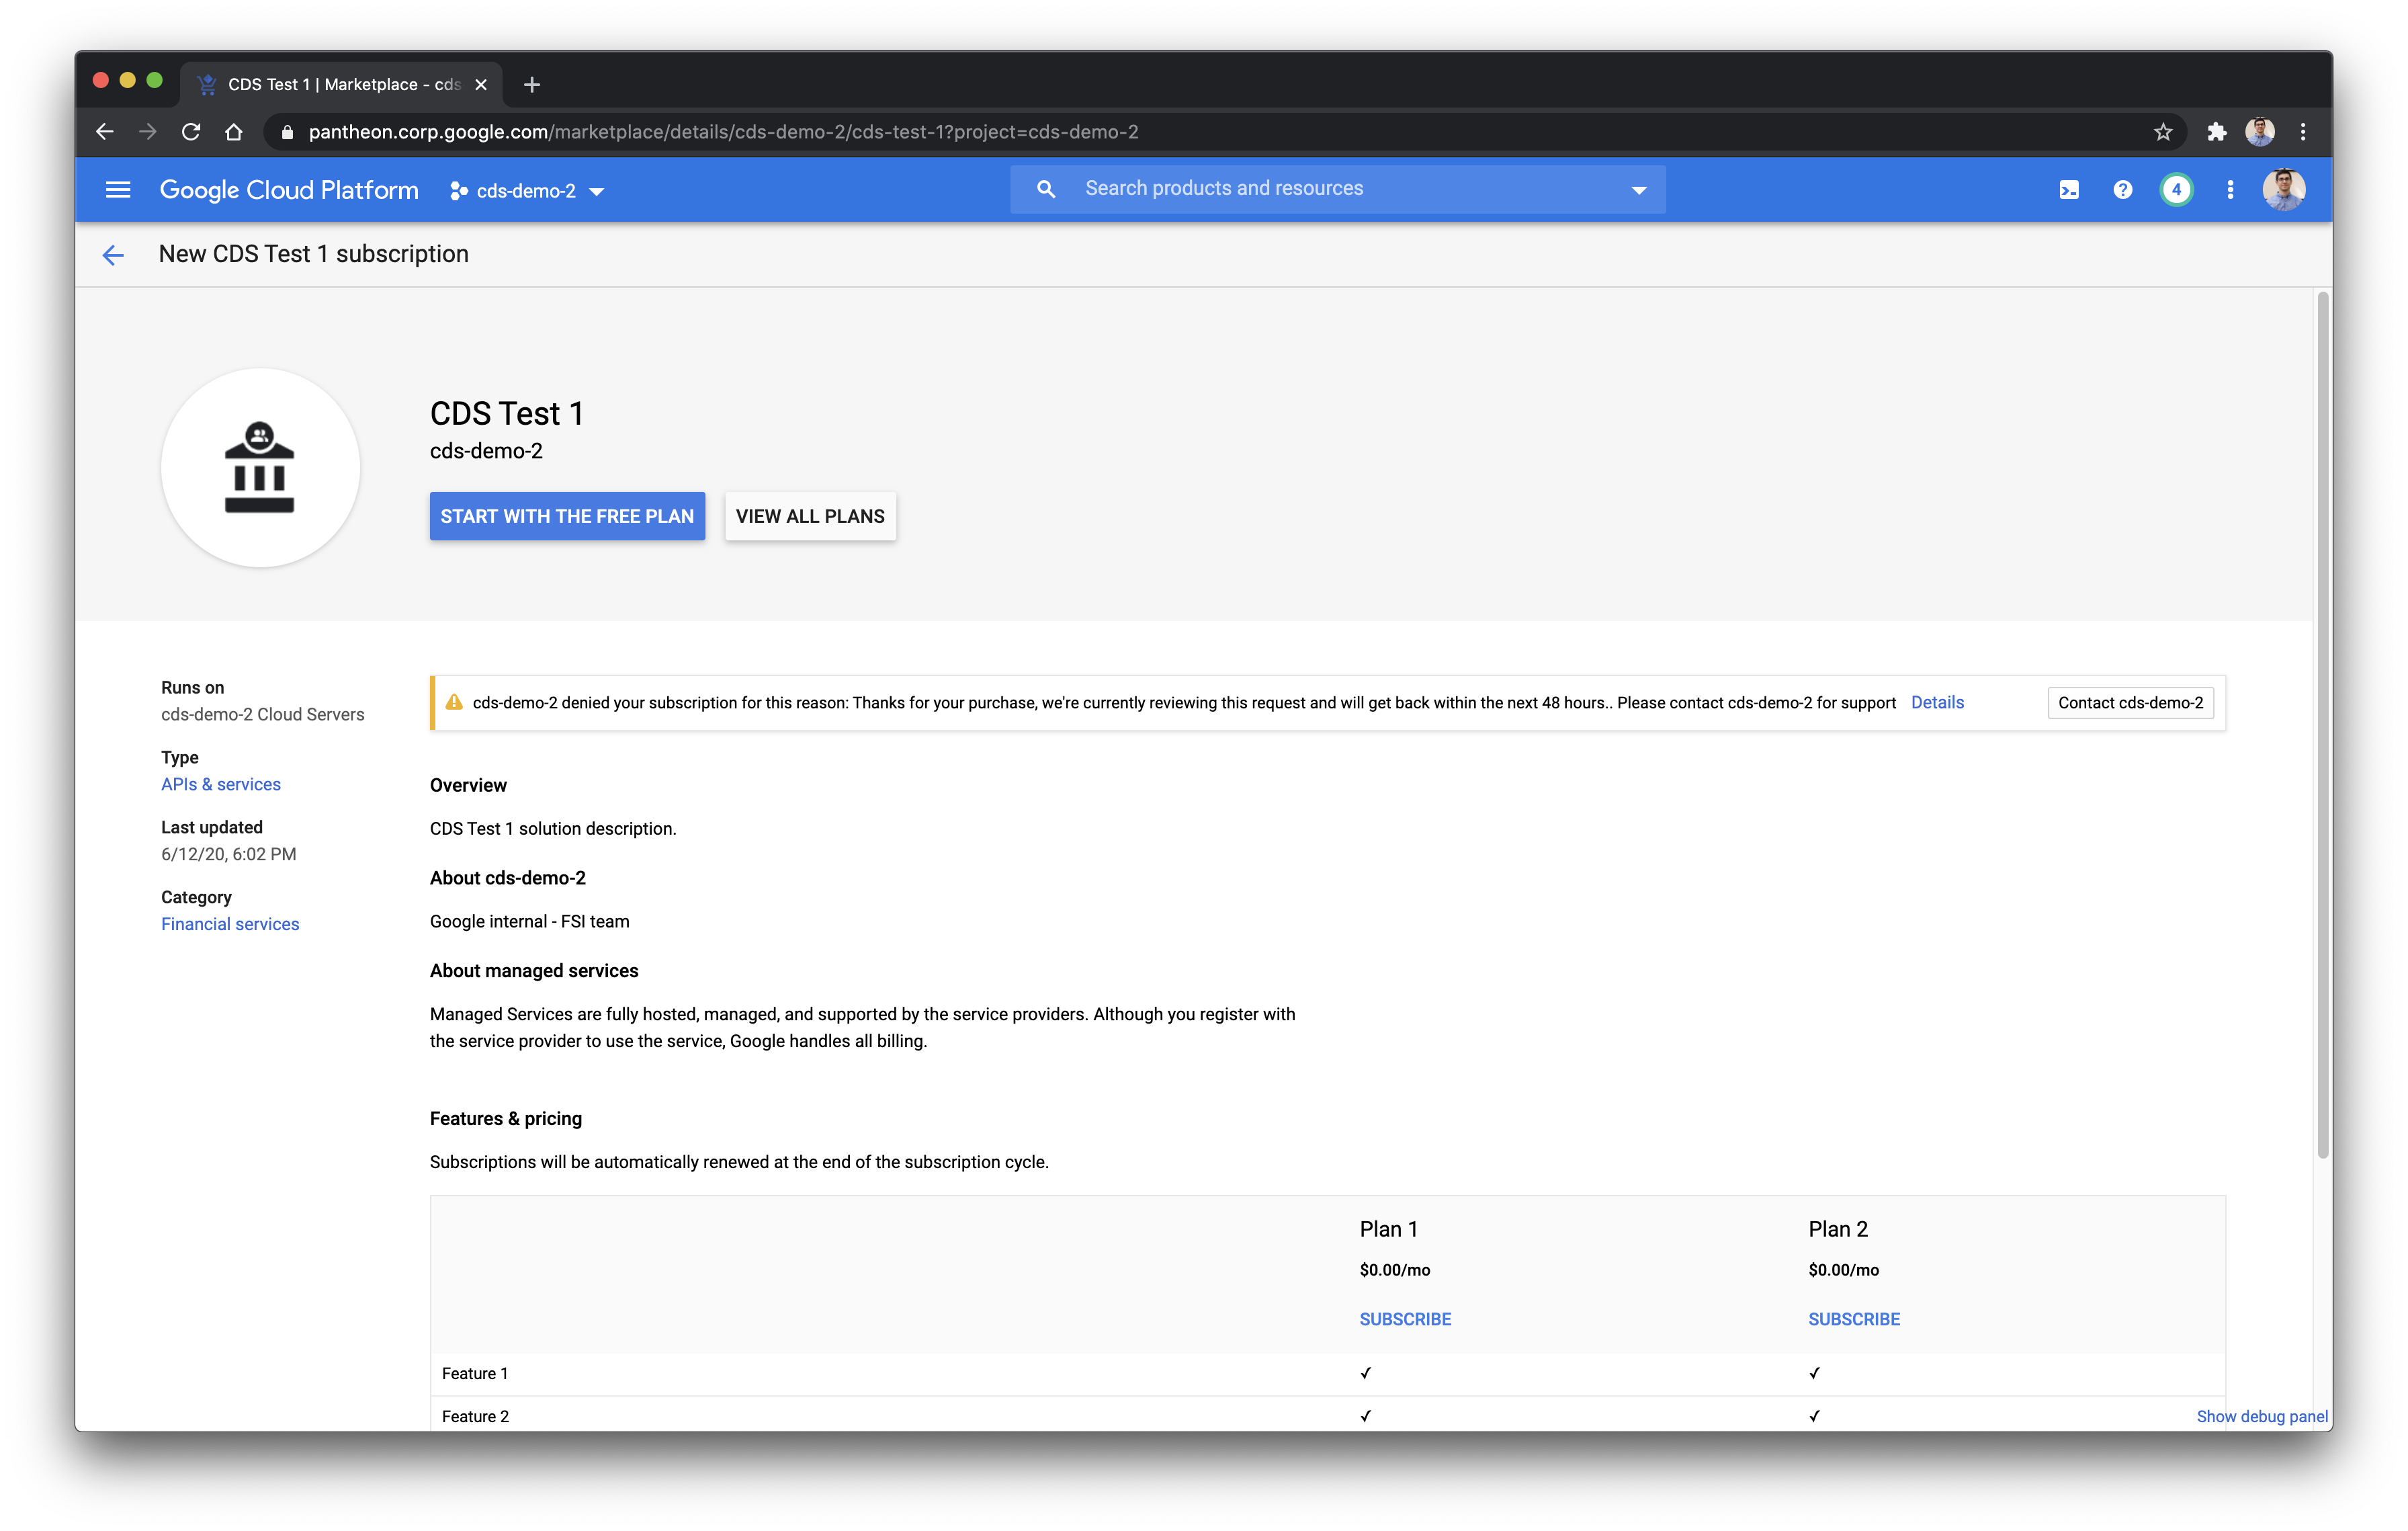 CDS Test 1 | Marketplace - cds
pantheon.corp.google.com/marketplace/details/cds-demo-2/cds-test-1?project=cds-demo-2
Google Cloud Platform
cds-demo-2
Search products and resources
4
New CDS Test 1 subscription
CDS Test 1
cds-demo-2
START WITH THE FREE PLAN
VIEW ALL PLANS
Runs on
cds-demo-2 Cloud Servers
Type
APIs & services
Last updated
6/12/20, 6:02 PM
Category
Financial services
cds-demo-2 denied your subscription for this reason: Thanks for your purchase, we're currently reviewing this request and will get back within the next 48 hours.. Please contact cds-demo-2 for support Details
Contact cds-demo-2
Overview
CDS Test 1 solution description.
About cds-demo-2
Google internal - FSI team
About managed services
Managed Services are fully hosted, managed, and supported by the service providers. Although you register with
the service provider to use the service, Google handles all billing.
Features & pricing
Subscriptions will be automatically renewed at the end of the subscription cycle.
Plan 1
Plan 2
$0.00/mo
$0.00/mo
SUBSCRIBE
SUBSCRIBE
Feature 1 ✓ ✓
Feature 2 ✓ ✓
Show debug panel